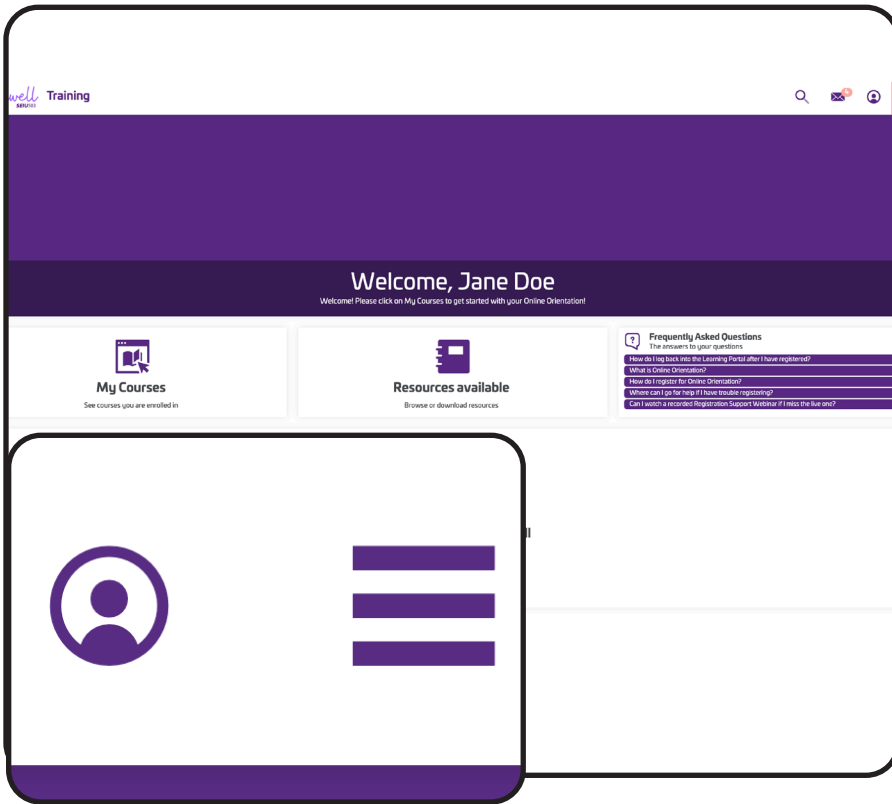 well
SEIU503
Training
Welcome, Jane Doe
Welcome! Please click on My Courses to get started with your Online Orientation!
My Courses
See courses you are enrolled in
Resources available
Browse or download resources
Frequently Asked Questions
The answers to your questions
How do I log back into the Learning Portal after I have registered?
What is Online Orientation?
How do I register for Online Orientation?
Where can I go for help if I have trouble registering?
Can I watch a recorded Registration Support Webinar if I miss the live one?